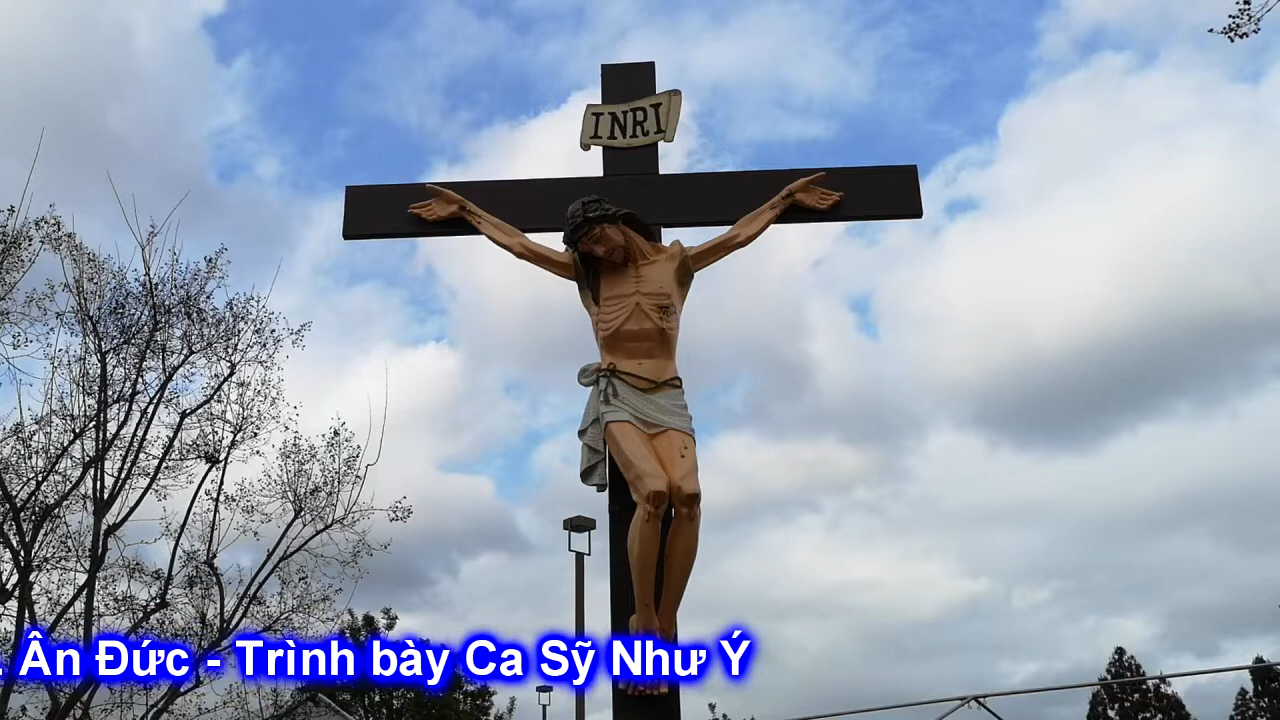 INRI
. Ân Đức - Trình bày Ca Sỹ Như Ý